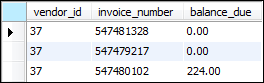 vendor_id invoice_number balance_due
37 547481328 0.00
37 547479217 0.00
37 547480102 224.00